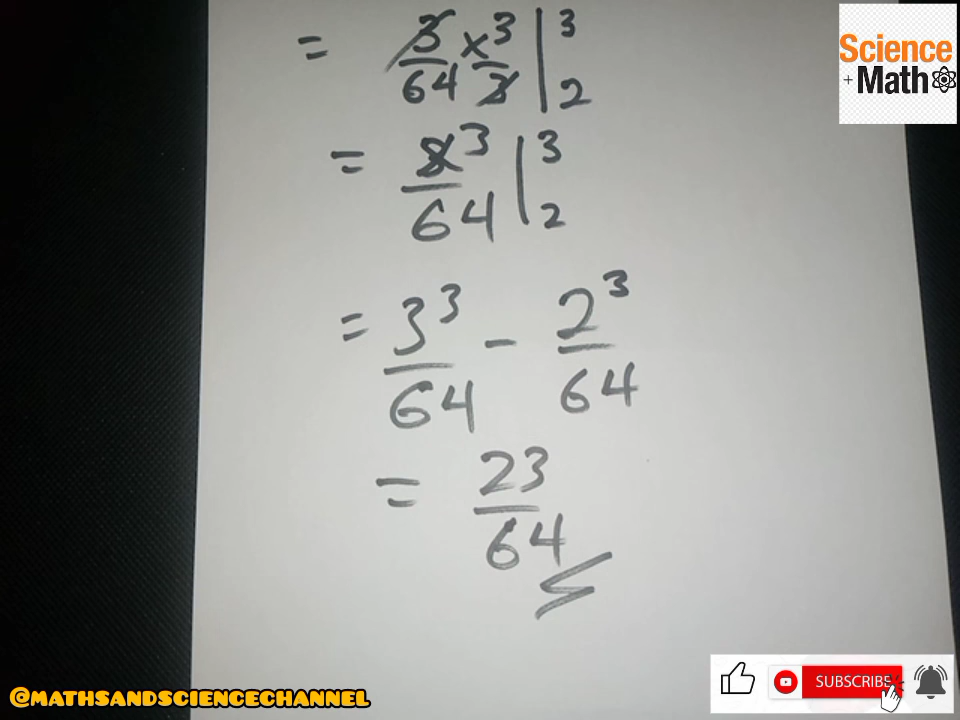 Science
+Math
= 3/64 x³/3 |³₂
= x³/64 |³₂
= 3³/64 - 2³/64
= 23/64
@MATHSANDSCIENCECHANNEL
SUBSCRIBE